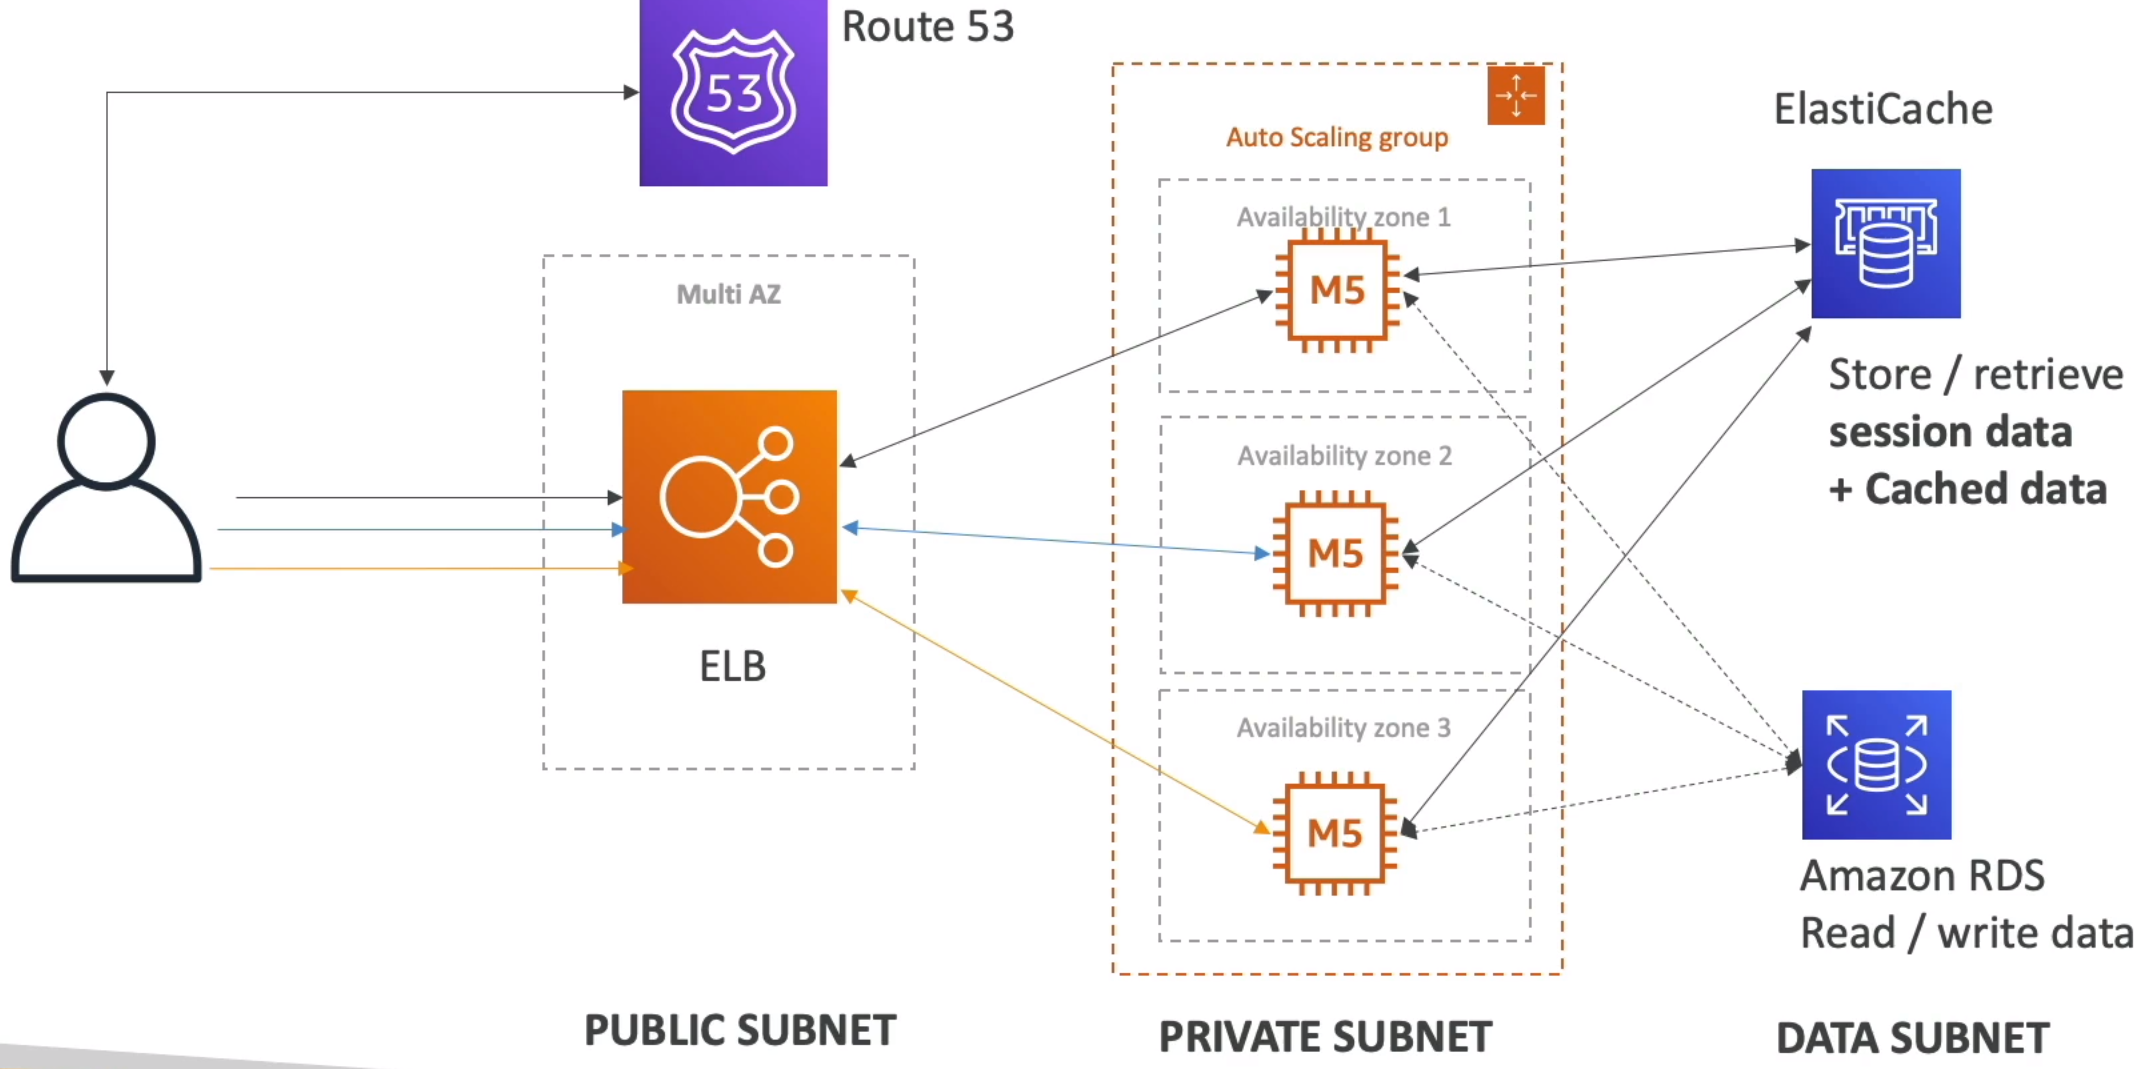 Route 53
53
ElastiCache
Auto Scaling group
Availability zone 1
M5
Multi AZ
Store / retrieve
session data
+ Cached data
Availability zone 2
M5
ELB
Availability zone 3
M5
Amazon RDS
Read / write data
PUBLIC SUBNET
PRIVATE SUBNET
DATA SUBNET